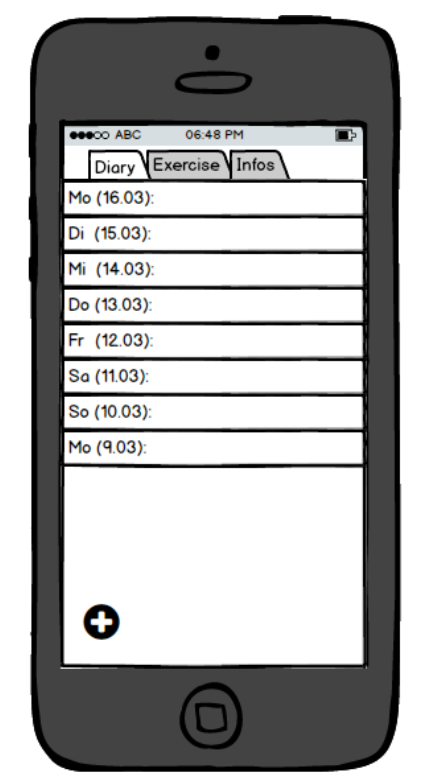 ABC 06:48 PM
Diary Exercise Infos
Mo (16.03):
Di (15.03):
Mi (14.03):
Do (13.03):
Fr (12.03):
Sa (11.03):
So (10.03):
Mo (9.03):